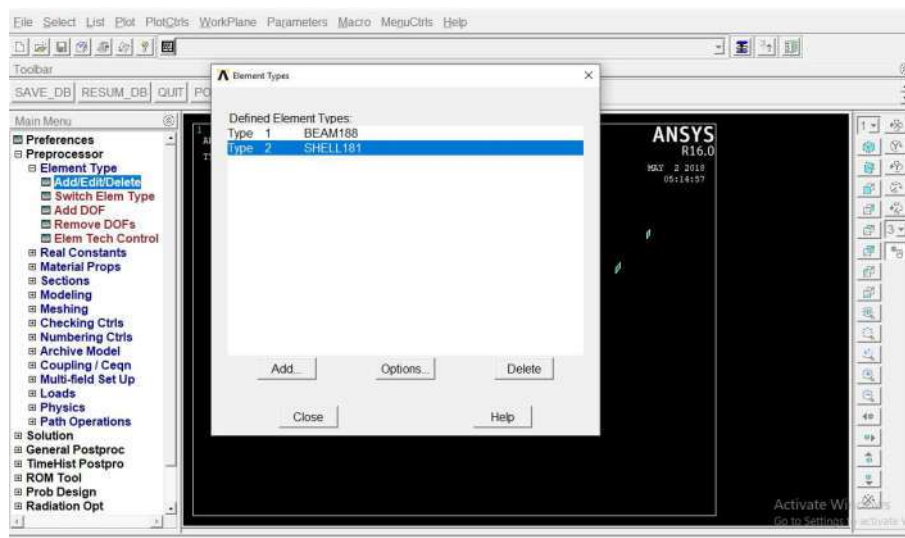 File Select List Plot PlotCtrls WorkPlane Parameters Macro MenuCtrls Help
Toolbar
SAVE_DB RESUM_DB QUIT
Main Menu
Preferences
Preprocessor
Element Type
Add/Edit/Delete
Switch Elem Type
Add DOF
Remove DOFs
Elem Tech Control
Real Constants
Material Props
Sections
Modeling
Meshing
Checking Ctrls
Numbering Ctrls
Archive Model
Coupling / Ceqn
Multi-field Set Up
Loads
Physics
Path Operations
Solution
General Postproc
TimeHist Postpro
ROM Tool
Prob Design
Radiation Opt
Element Types
Defined Element Types:
Type 1 BEAM188
Type 2 SHELL181
Add...
Options...
Delete
Close
Help
1
ANSYS
R16.0
MAY 2 2018
05:14:57
1
3
Activate Windows
Go to Settings to activate